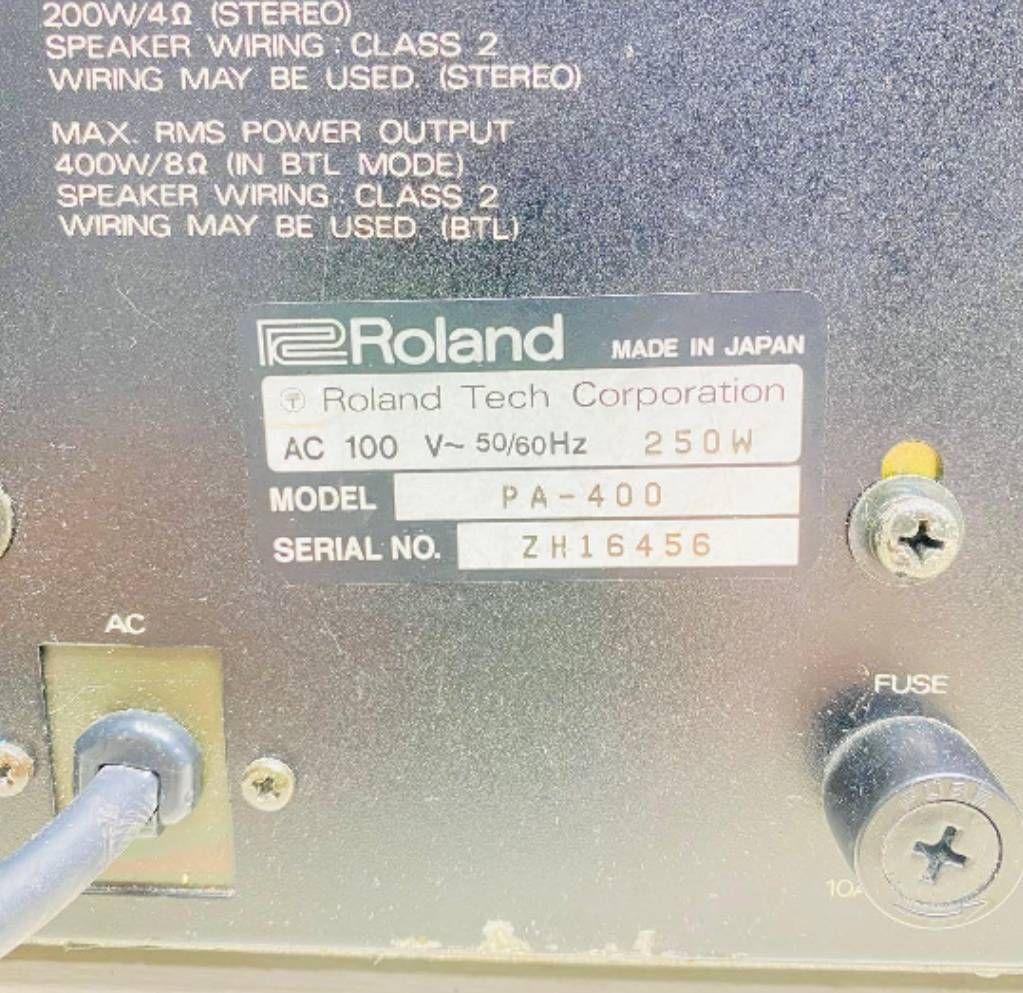 200W/4Ω (STEREO)
SPEAKER WIRING : CLASS 2
WIRING MAY BE USED. (STEREO)
MAX. RMS POWER OUTPUT
400W/8Ω (IN BTL MODE)
SPEAKER WIRING : CLASS 2
WIRING MAY BE USED (BTL)
Roland MADE IN JAPAN
〒 Roland Tech Corporation
AC 100 V~ 50/60Hz 250W
MODEL PA-400
SERIAL NO. ZH16456
AC
FUSE
FUSE